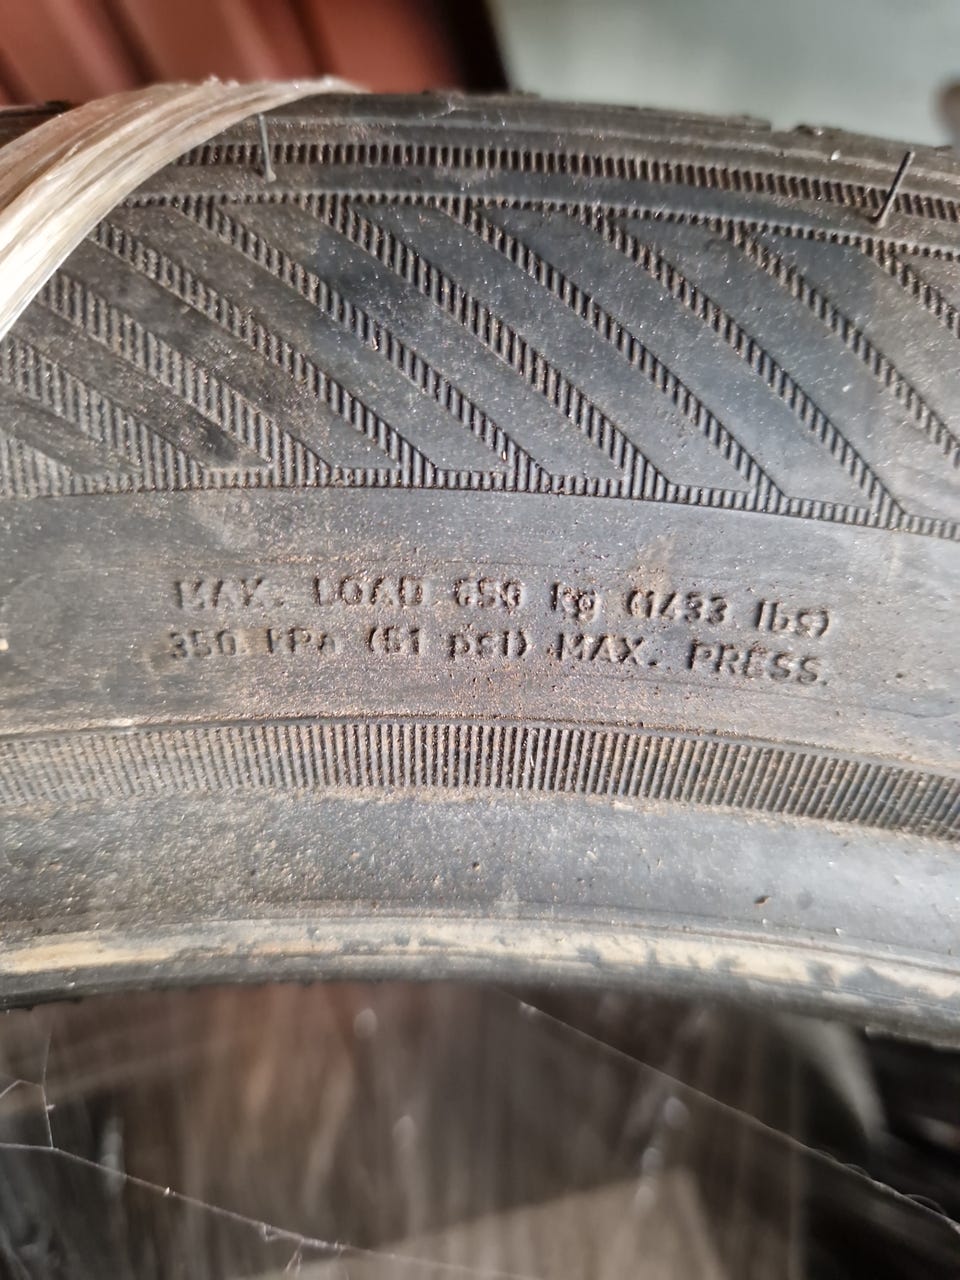 MAX. LOAD 650 kg (1433 lbs)
350 kPa (51 psi) MAX. PRESS.